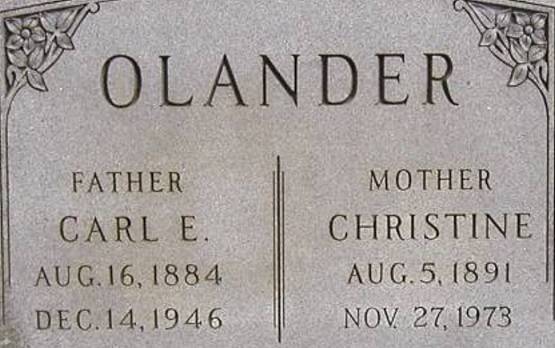 OLANDER
FATHER
CARL E.
AUG. 16, 1884
DEC. 14, 1946
MOTHER
CHRISTINE
AUG. 5, 1891
NOV. 27, 1973